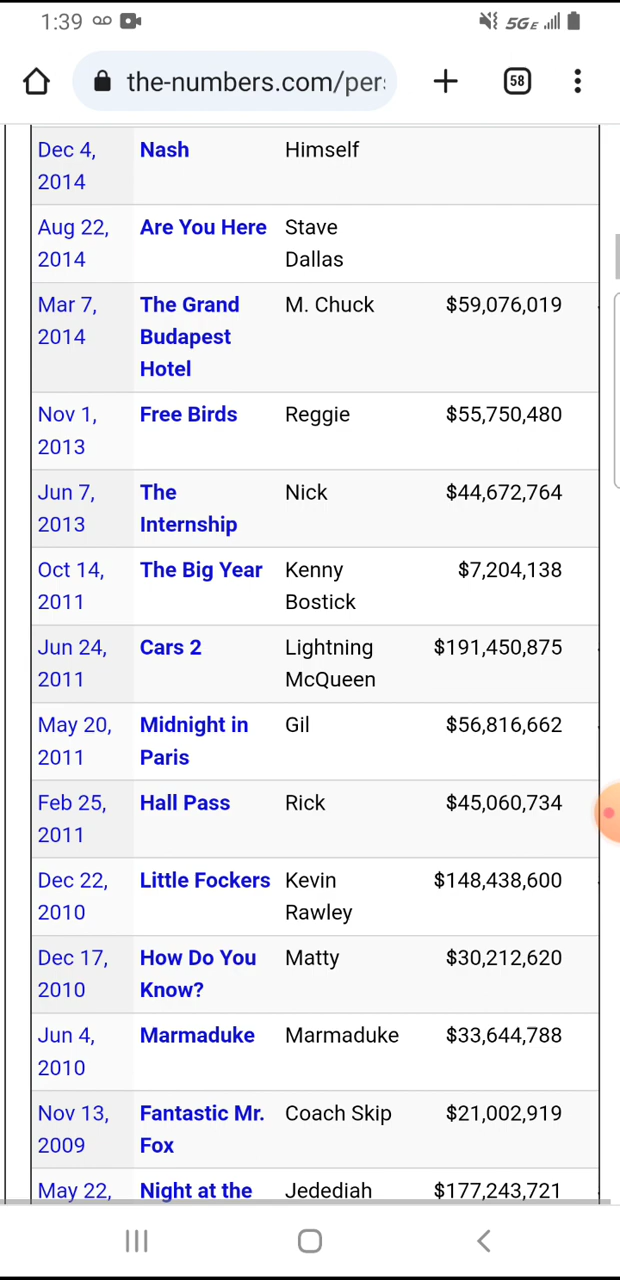 1:39 5GE
the-numbers.com/per: 58
Dec 4, Nash Himself
2014
Aug 22, Are You Here Stave
2014 Dallas
Mar 7, The Grand M. Chuck $59,076,019
2014 Budapest
Hotel
Nov 1, Free Birds Reggie $55,750,480
2013
Jun 7, The Nick $44,672,764
2013 Internship
Oct 14, The Big Year Kenny $7,204,138
2011 Bostick
Jun 24, Cars 2 Lightning $191,450,875
2011 McQueen
May 20, Midnight in Gil $56,816,662
2011 Paris
Feb 25, Hall Pass Rick $45,060,734
2011
Dec 22, Little Fockers Kevin $148,438,600
2010 Rawley
Dec 17, How Do You Matty $30,212,620
2010 Know?
Jun 4, Marmaduke Marmaduke $33,644,788
2010
Nov 13, Fantastic Mr. Coach Skip $21,002,919
2009 Fox
May 22, Night at the Jedediah $177,243,721